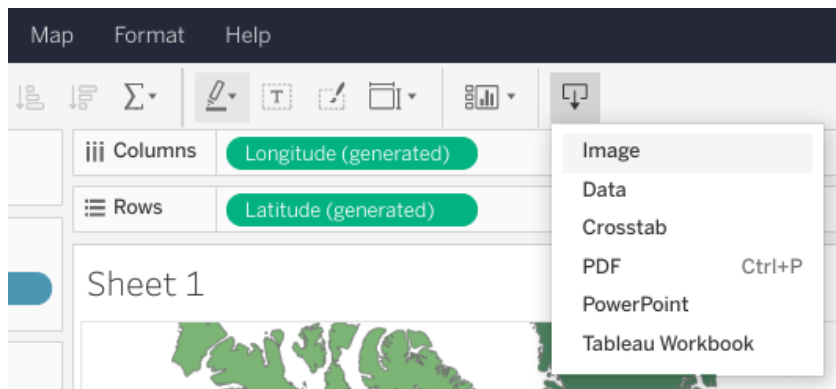 Map Format Help
T
Columns Longitude (generated)
Rows Latitude (generated)
Sheet 1
Image
Data
Crosstab
PDF Ctrl+P
PowerPoint
Tableau Workbook